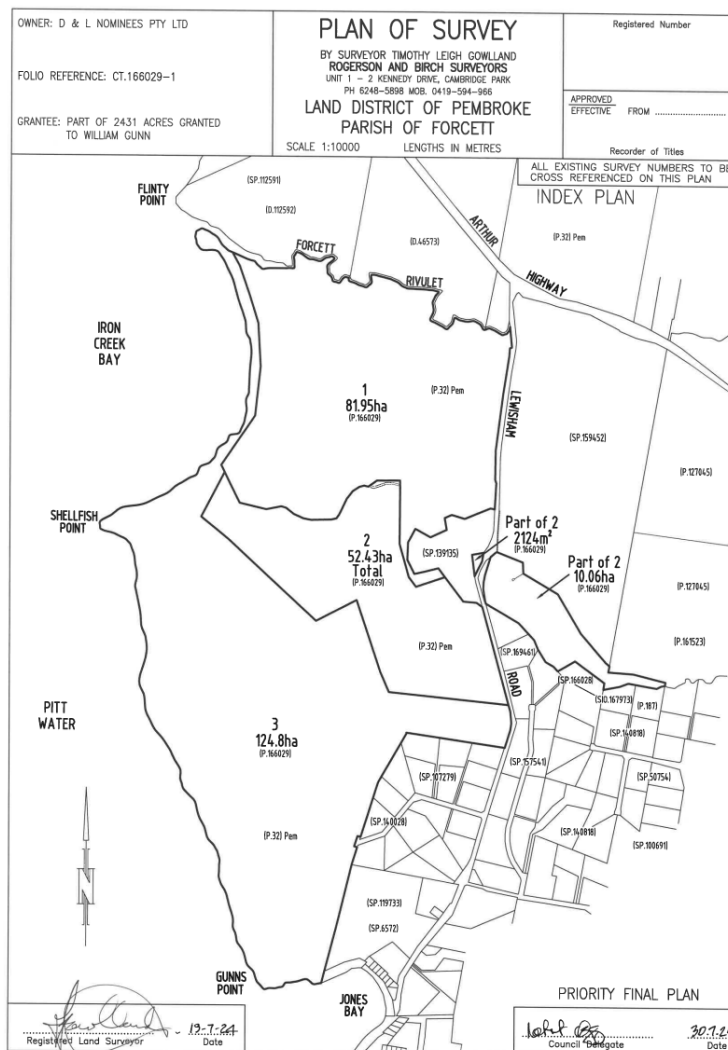 OWNER: D & L NOMINEES PTY LTD
FOLIO REFERENCE: CT.166029-1
GRANTEE: PART OF 2431 ACRES GRANTED
TO WILLIAM GUNN
PLAN OF SURVEY
BY SURVEYOR TIMOTHY LEIGH GOWLLAND
ROGERSON AND BIRCH SURVEYORS
UNIT 1 – 2 KENNEDY DRIVE, CAMBRIDGE PARK
PH 6248-5898 MOB. 0419-594-966
LAND DISTRICT OF PEMBROKE
PARISH OF FORCETT
SCALE 1:10000 LENGTHS IN METRES
Registered Number
APPROVED
EFFECTIVE FROM
Recorder of Titles
ALL EXISTING SURVEY NUMBERS TO BE
CROSS REFERENCED ON THIS PLAN
INDEX PLAN
FLINTY
POINT
(SP.112591)
(D.112592)
(D.46573)
(P.32) Pem
ARTHUR
HIGHWAY
FORCETT
RIVULET
IRON
CREEK
BAY
1
81.95ha
(P.166029)
(P.32) Pem
LEWISHAM
(SP.159452)
(P.127045)
SHELLFISH
POINT
2
52.43ha
Total
(P.166029)
(SP.139135)
Part of 2
2124m²
(P.166029)
Part of 2
10.06ha
(P.166029)
(P.127045)
(P.161523)
(P.32) Pem
(SP.169461)
ROAD
(SP.166028)
(SIO.167973)
(P.187)
(SP.140818)
PITT
WATER
3
124.8ha
(P.166029)
(SP.107279)
(SP.157541)
(SP.50754)
(P.32) Pem
(SP.140028)
(SP.140818)
(SP.100691)
(SP.119733)
(SP.6572)
GUNNS
POINT
JONES
BAY
PRIORITY FINAL PLAN
19-7-24
Registered Land Surveyor Date
Council Delegate Date